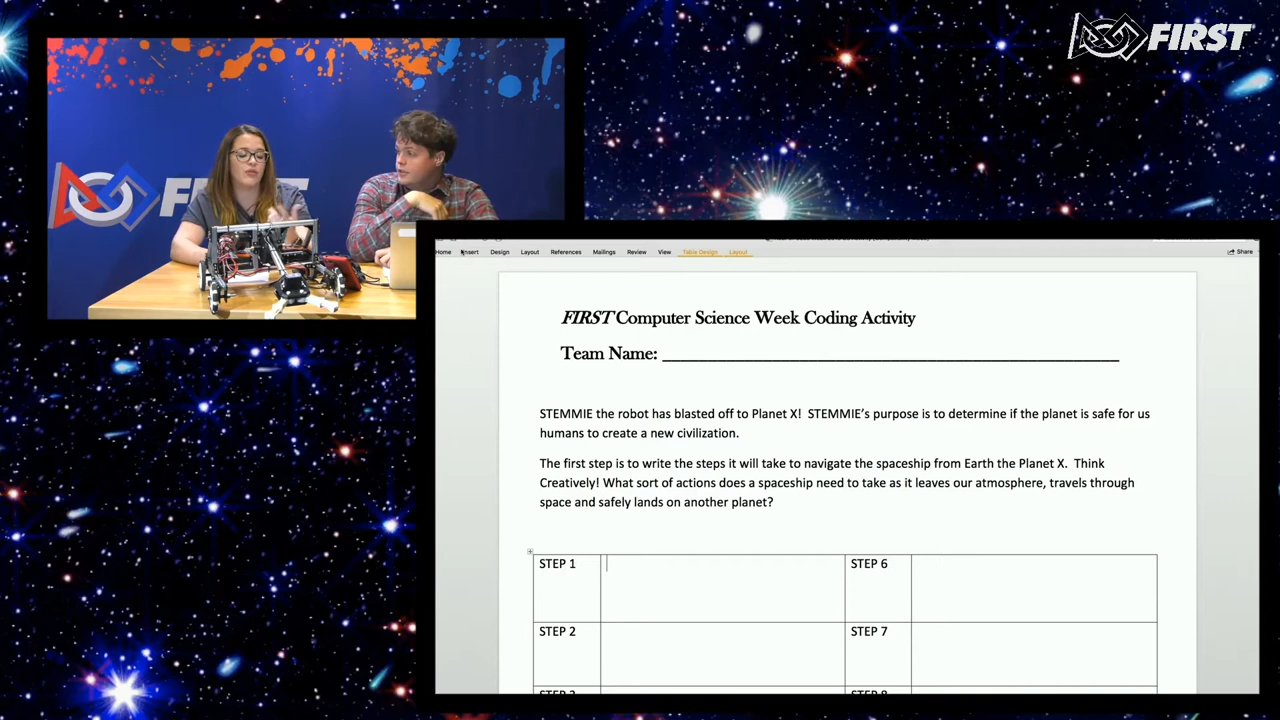 FIRST
FI ST
Home Insert Design Layout References Mailings Review View Table Design Layout Share
FIRST Computer Science Week Coding Activity
Team Name: ______________________________________________
STEMMIE the robot has blasted off to Planet X! STEMMIE's purpose is to determine if the planet is safe for us
humans to create a new civilization.
The first step is to write the steps it will take to navigate the spaceship from Earth the Planet X. Think
Creatively! What sort of actions does a spaceship need to take as it leaves our atmosphere, travels through
space and safely lands on another planet?
STEP 1 STEP 6
STEP 2 STEP 7